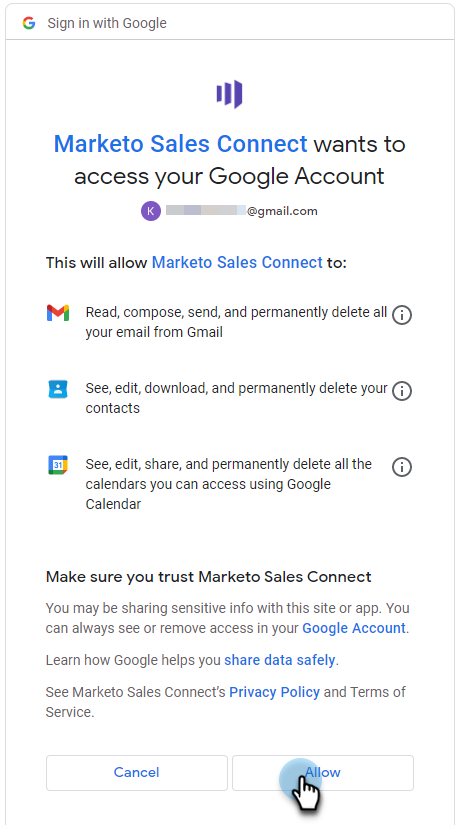 Sign in with Google
Marketo Sales Connect wants to
access your Google Account
K
@gmail.com
This will allow Marketo Sales Connect to:
Read, compose, send, and permanently delete all
your email from Gmail
See, edit, download, and permanently delete your
contacts
31
See, edit, share, and permanently delete all the
calendars you can access using Google
Calendar
Make sure you trust Marketo Sales Connect
You may be sharing sensitive info with this site or app. You
can always see or remove access in your Google Account.
Learn how Google helps you share data safely.
See Marketo Sales Connect's Privacy Policy and Terms of
Service.
Cancel
Allow